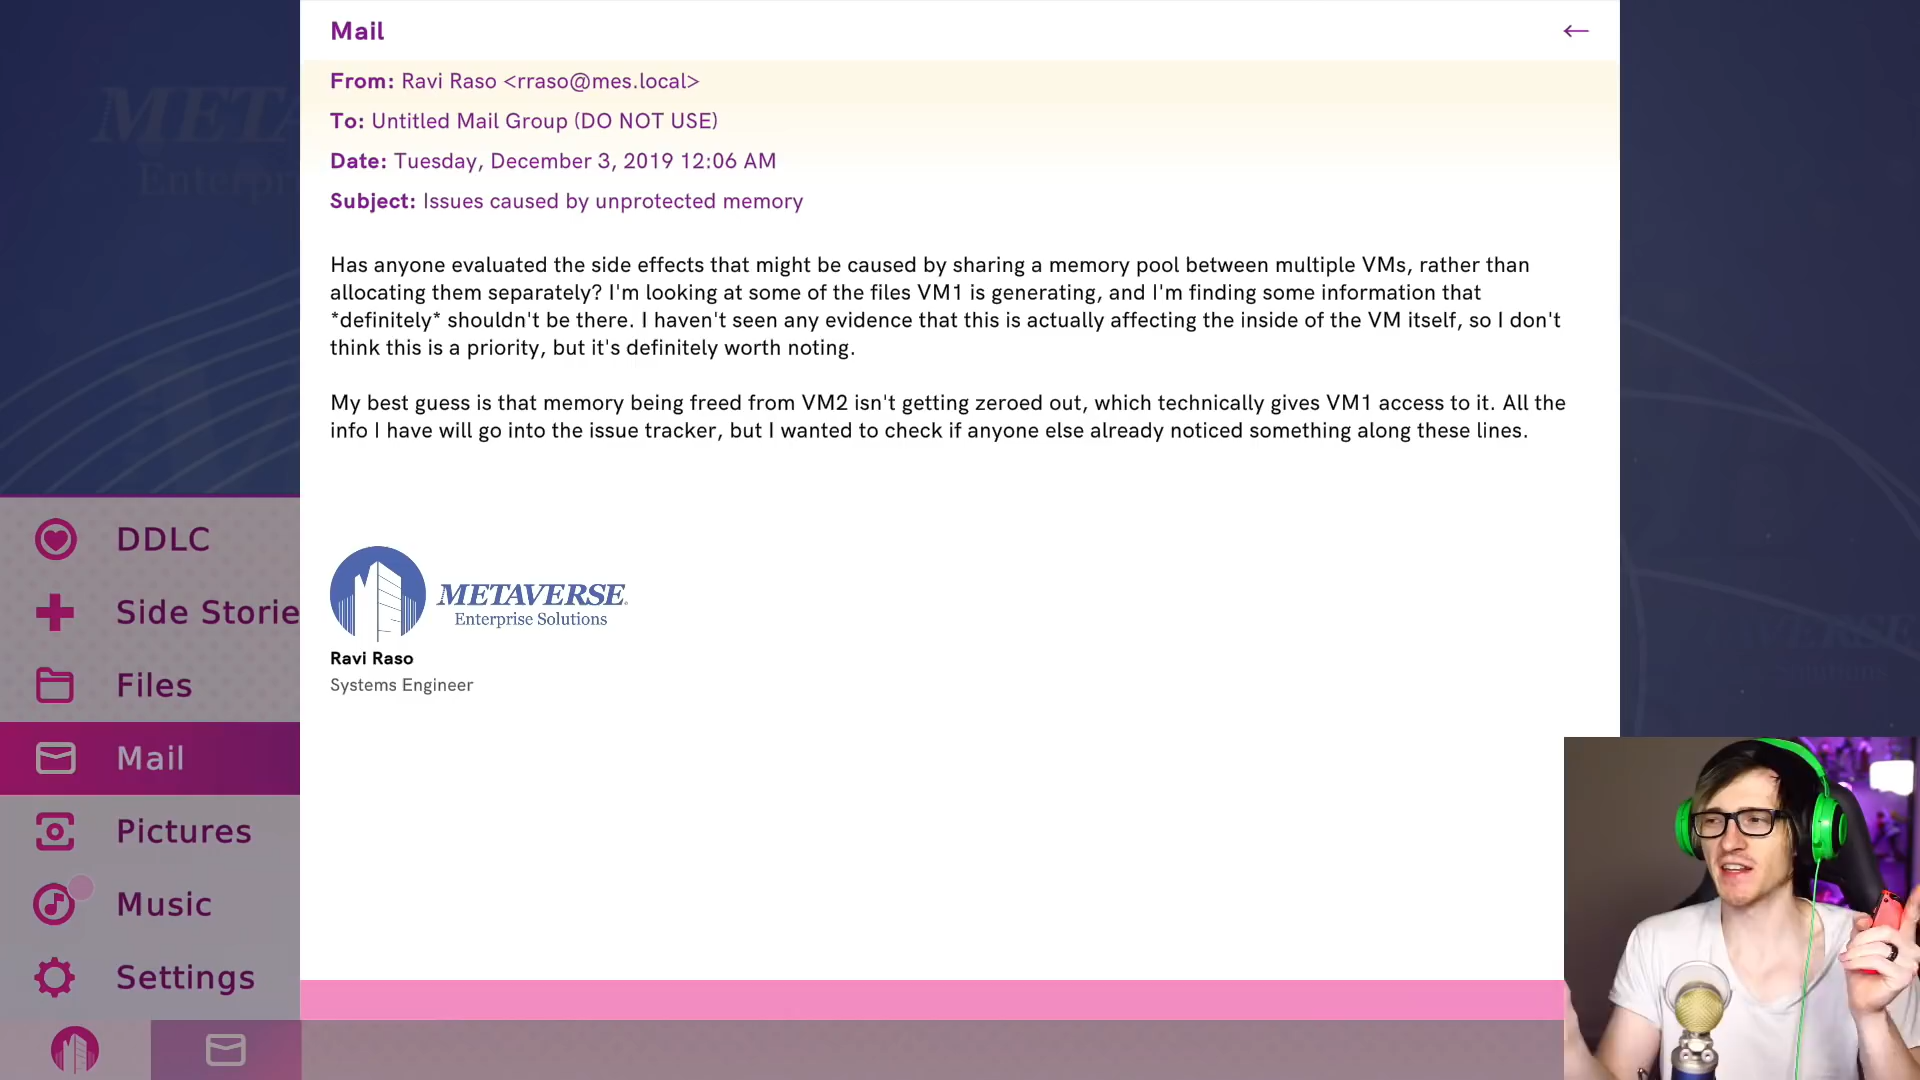 META
Enterpri
Mail
From: Ravi Raso <rraso@mes.local>
To: Untitled Mail Group (DO NOT USE)
Date: Tuesday, December 3, 2019 12:06 AM
Subject: Issues caused by unprotected memory
Has anyone evaluated the side effects that might be caused by sharing a memory pool between multiple VMs, rather than
allocating them separately? I'm looking at some of the files VM1 is generating, and I'm finding some information that
*definitely* shouldn't be there. I haven't seen any evidence that this is actually affecting the inside of the VM itself, so I don't
think this is a priority, but it's definitely worth noting.
My best guess is that memory being freed from VM2 isn't getting zeroed out, which technically gives VM1 access to it. All the
info I have will go into the issue tracker, but I wanted to check if anyone else already noticed something along these lines.
METAVERSE
Enterprise Solutions
Ravi Raso
Systems Engineer
DDLC
Side Storie
Files
Mail
Pictures
Music
Settings